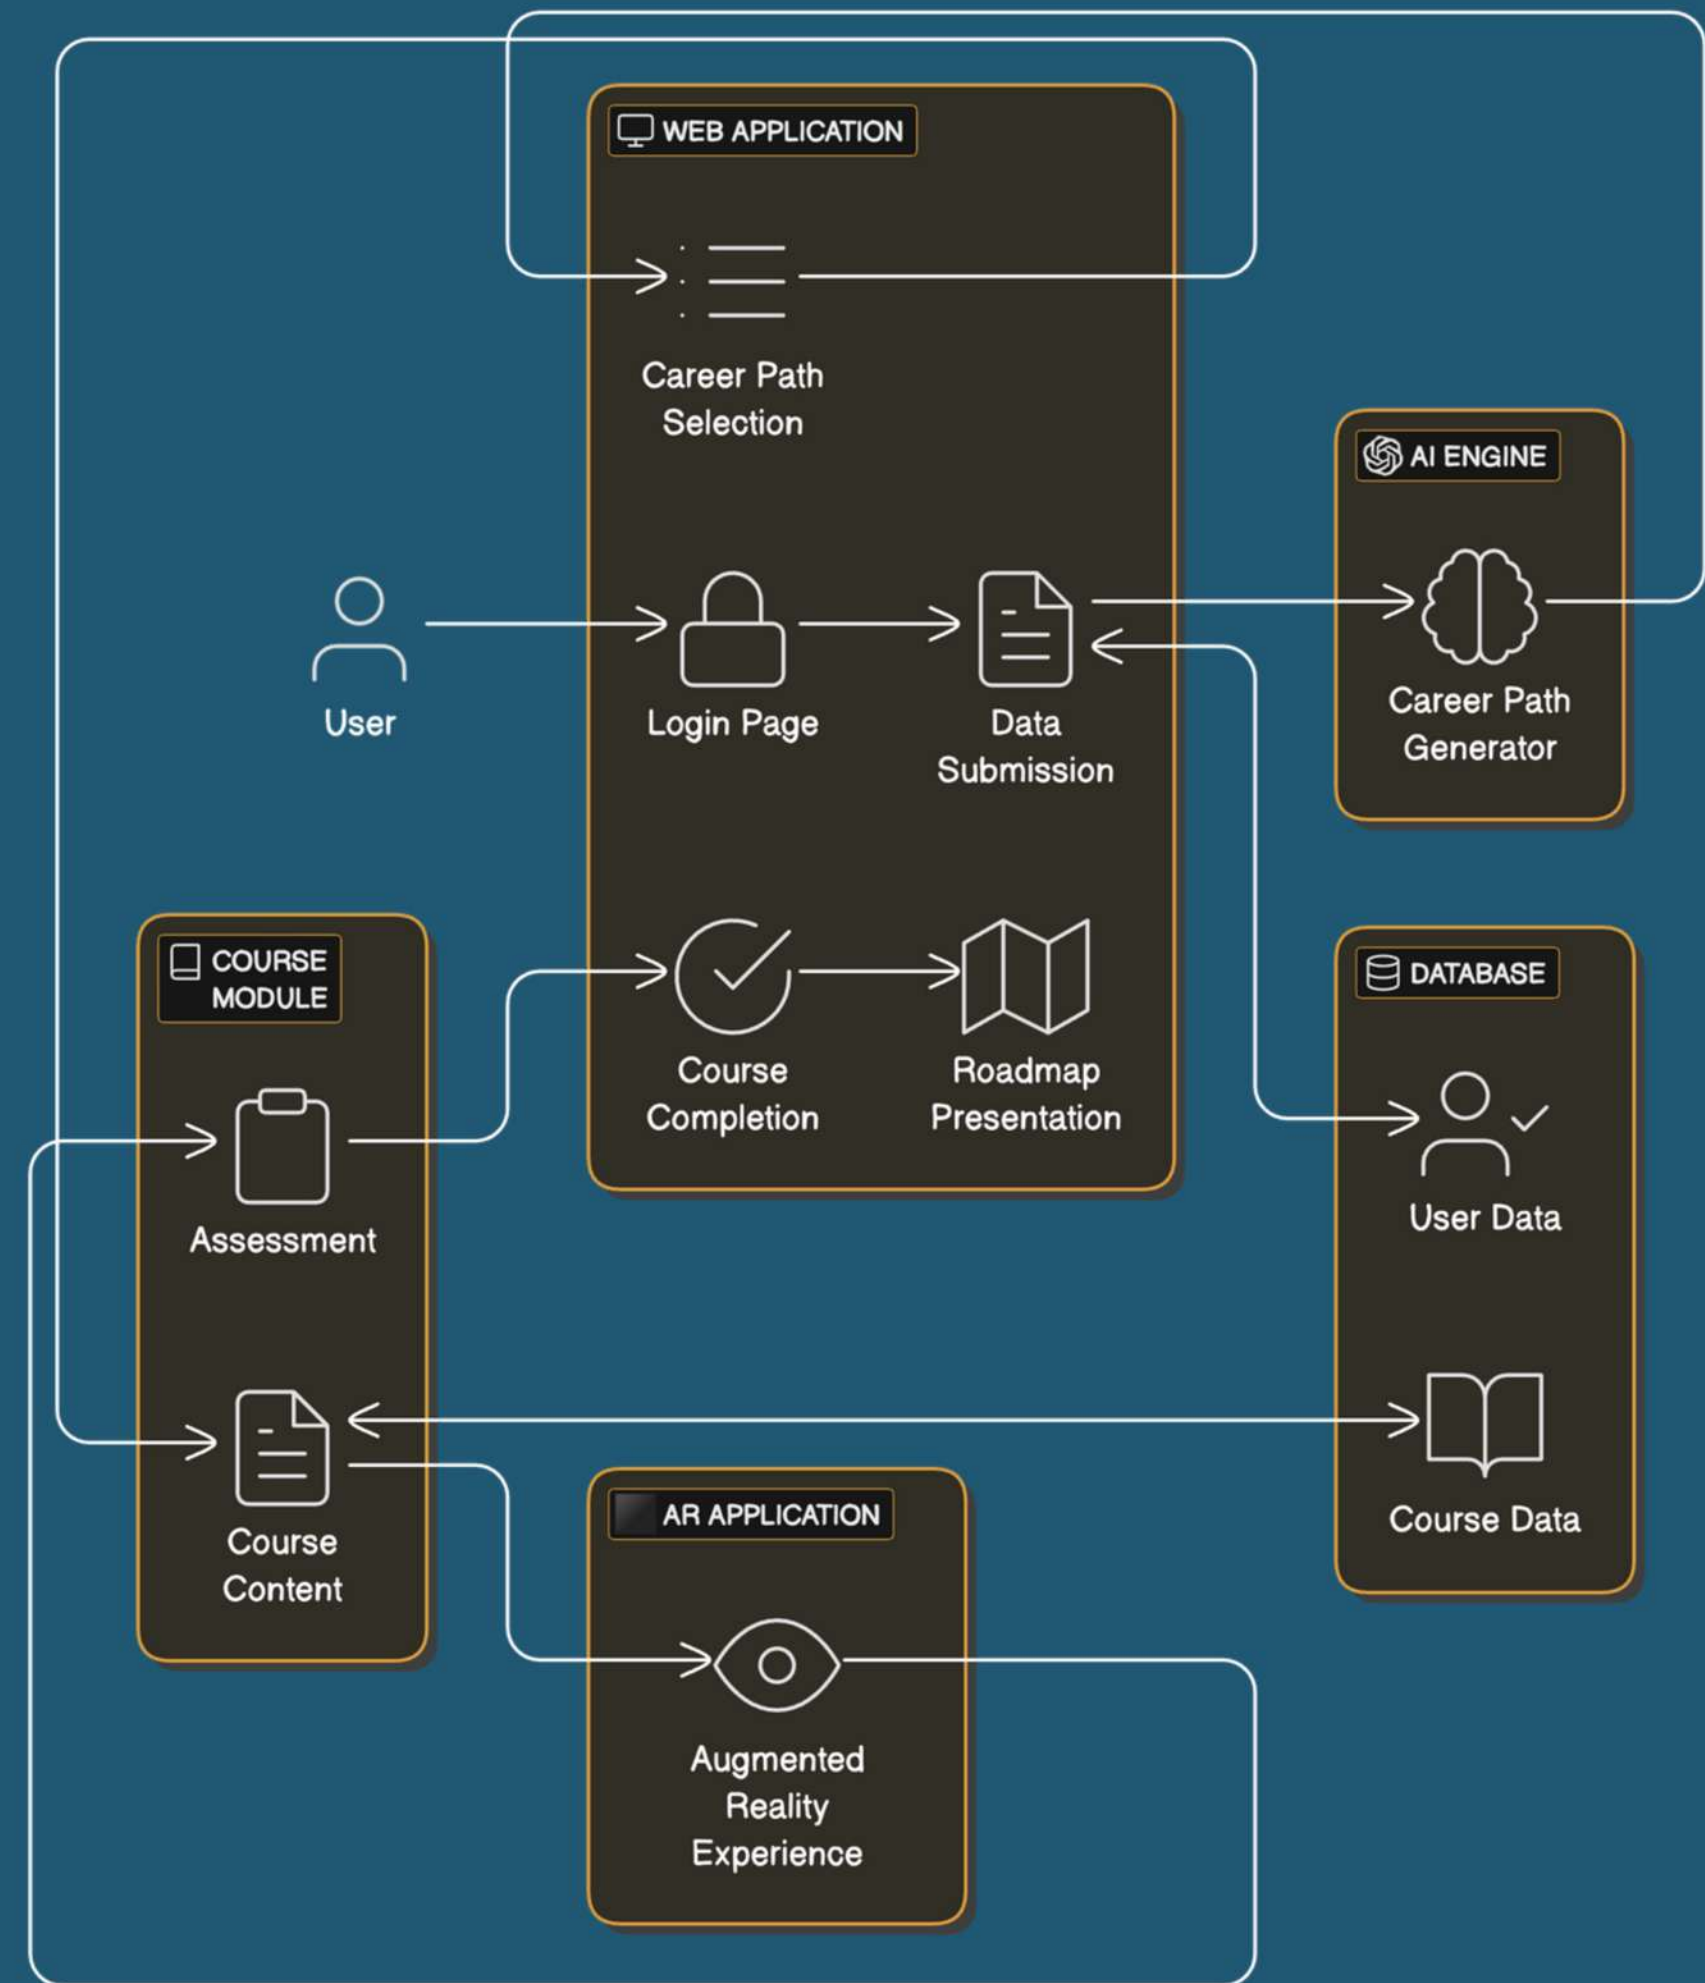 WEB APPLICATION
Career Path
Selection
AI ENGINE
Career Path
Generator
User
Login Page
Data
Submission
COURSE
MODULE
Course
Completion
Roadmap
Presentation
DATABASE
User Data
Assessment
Course
Content
AR APPLICATION
Course Data
Augmented
Reality
Experience